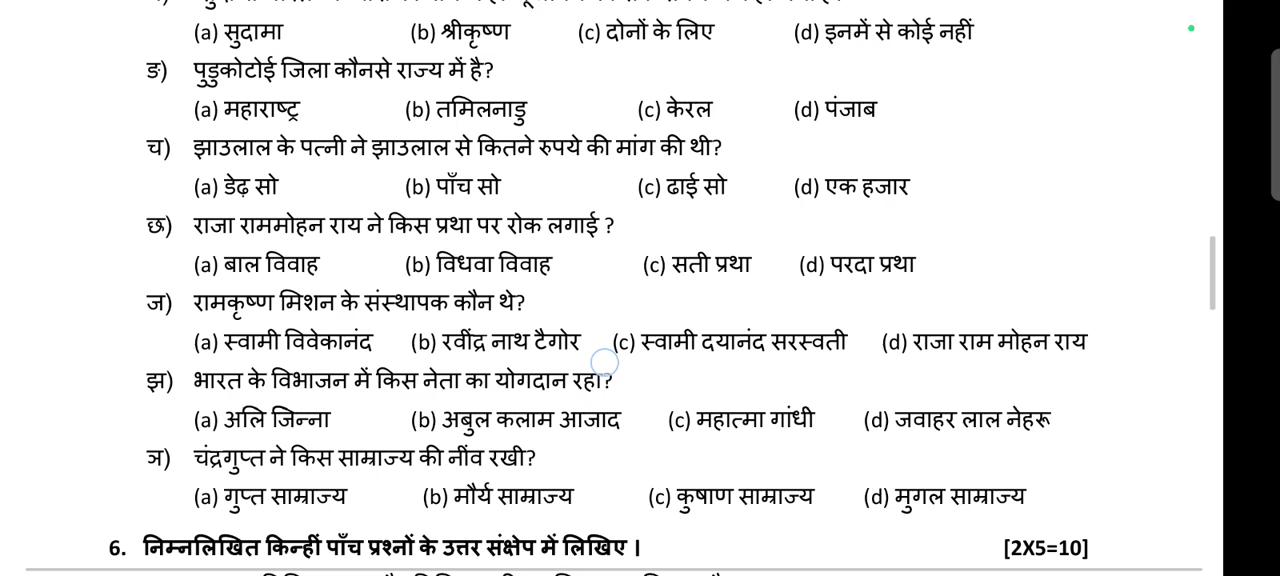 (a) सुदामा (b) श्रीकृष्ण (c) दोनों के लिए (d) इनमें से कोई नहीं
ङ) पुडुकोटोई जिला कौनसे राज्य में है?
(a) महाराष्ट्र (b) तमिलनाडु (c) केरल (d) पंजाब
च) झाउलाल के पत्नी ने झाउलाल से कितने रुपये की मांग की थी?
(a) डेढ़ सो (b) पाँच सो (c) ढाई सो (d) एक हजार
छ) राजा राममोहन राय ने किस प्रथा पर रोक लगाई ?
(a) बाल विवाह (b) विधवा विवाह (c) सती प्रथा (d) परदा प्रथा
ज) रामकृष्ण मिशन के संस्थापक कौन थे?
(a) स्वामी विवेकानंद (b) रवींद्र नाथ टैगोर (c) स्वामी दयानंद सरस्वती (d) राजा राम मोहन राय
झ) भारत के विभाजन में किस नेता का योगदान रहा?
(a) अलि जिन्ना (b) अबुल कलाम आजाद (c) महात्मा गांधी (d) जवाहर लाल नेहरू
ञ) चंद्रगुप्त ने किस साम्राज्य की नींव रखी?
(a) गुप्त साम्राज्य (b) मौर्य साम्राज्य (c) कुषाण साम्राज्य (d) मुगल साम्राज्य
6. निम्नलिखित किन्हीं पाँच प्रश्नों के उत्तर संक्षेप में लिखिए । [2X5=10]